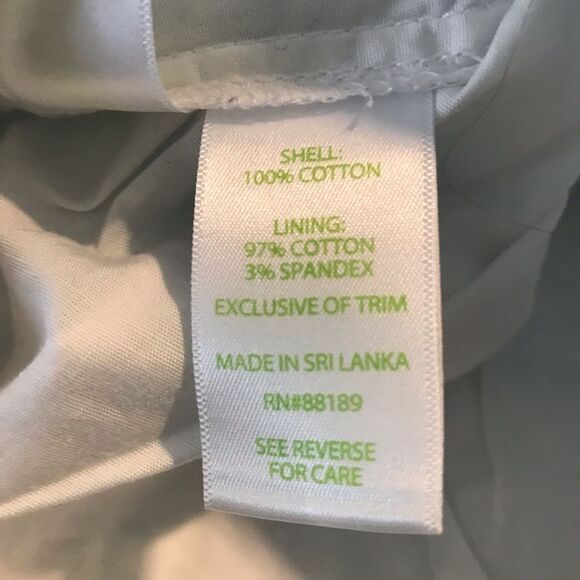 SHELL:
100% COTTON
LINING:
97% COTTON
3% SPANDEX
EXCLUSIVE OF TRIM
MADE IN SRI LANKA
RN#88189
SEE REVERSE
FOR CARE